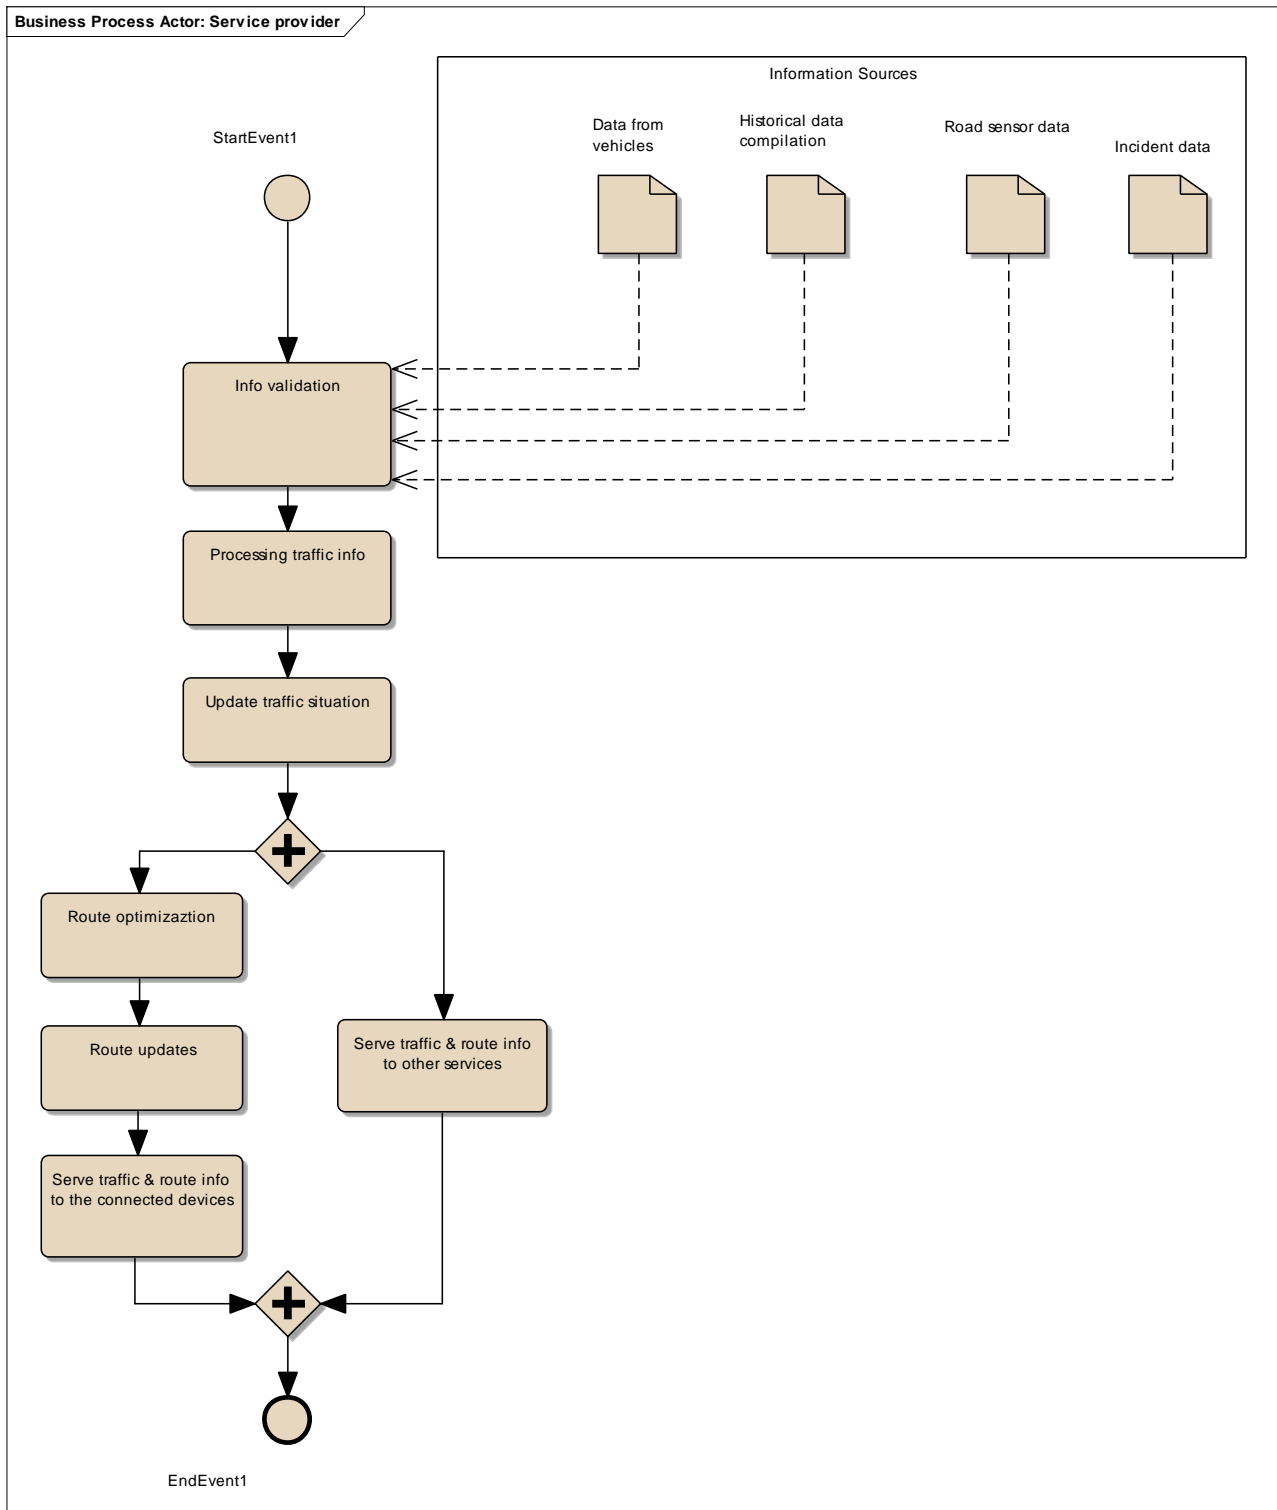 Business Process Actor: Service provider
Information Sources
StartEvent1
Data from
vehicles
Historical data
compilation
Road sensor data
Incident data
Info validation
Processing traffic info
Update traffic situation
Route optimizaztion
Route updates
Serve traffic & route info
to other services
Serve traffic & route info
to the connected devices
EndEvent1